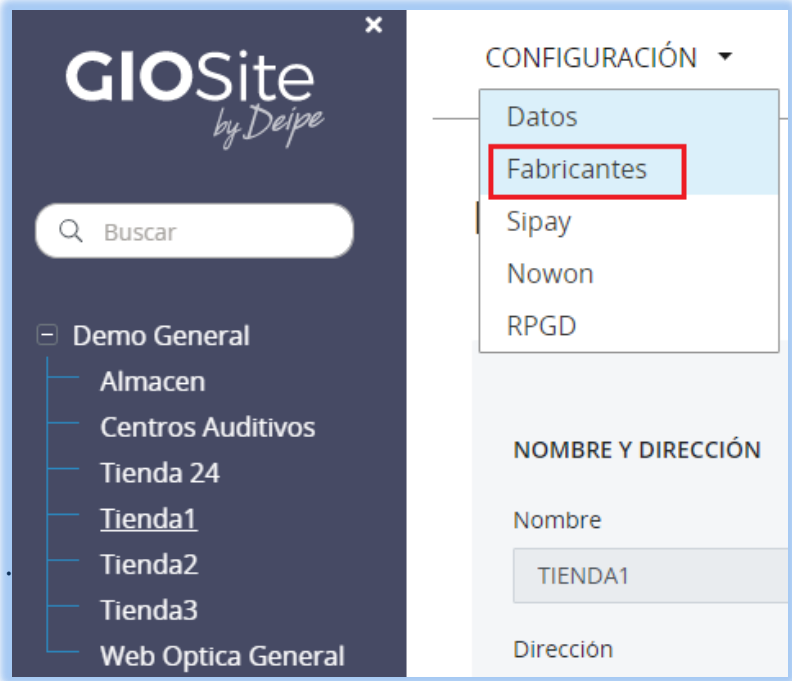 GIOSite
by Deipe
Buscar
Demo General
Almacen
Centros Auditivos
Tienda 24
Tienda1
Tienda2
Tienda3
Web Optica General
CONFIGURACIÓN
Datos
Fabricantes
Sipay
Nowon
RPGD
NOMBRE Y DIRECCIÓN
Nombre
TIENDA1
Dirección